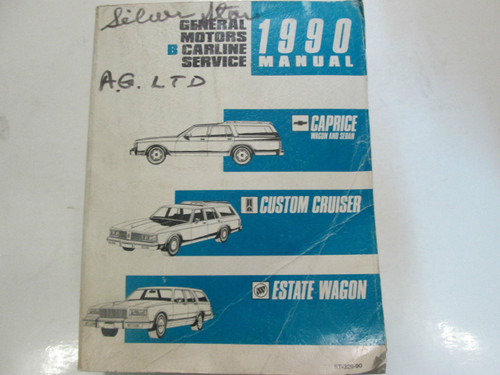 Silver Star
GENERAL
MOTORS
B CARLINE
SERVICE
1990
MANUAL
A.G. LTD
CAPRICE
WAGON AND SEDAN
CUSTOM CRUISER
ESTATE WAGON